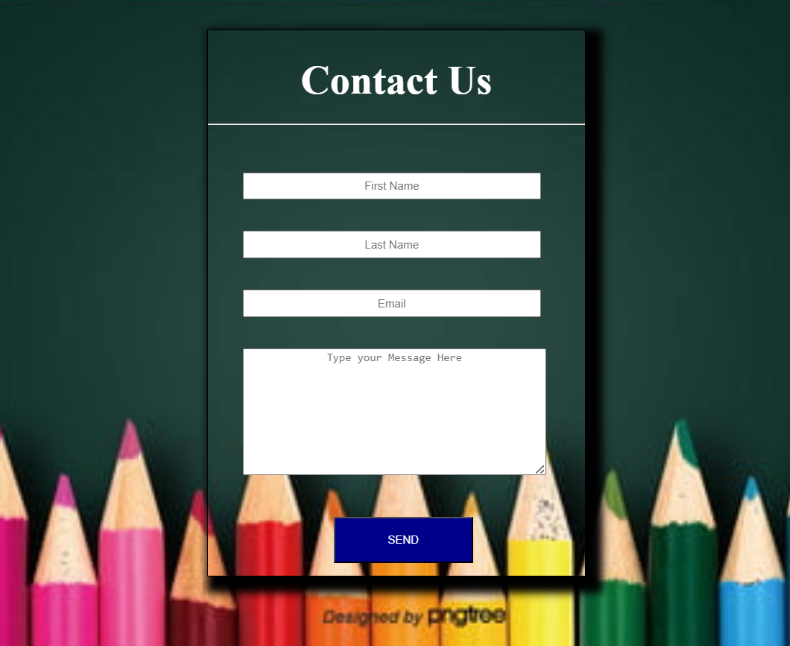 Contact Us
First Name
Last Name
Email
Type your Message Here
SEND
Designed by pngtree